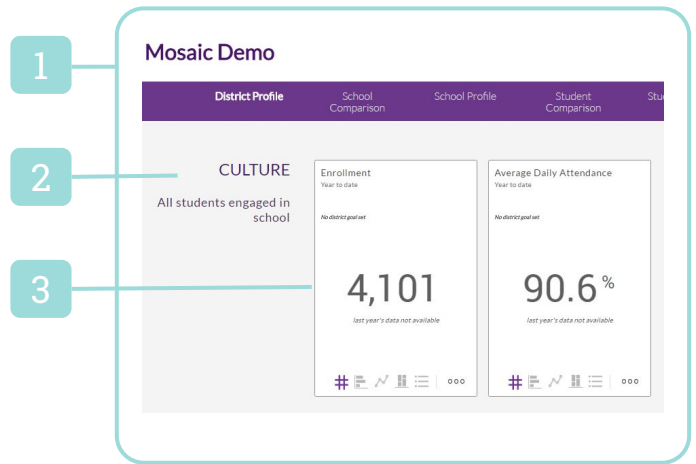 1
Mosaic Demo
District Profile
School
Comparison
School Profile
Student
Comparison
2
CULTURE
All students engaged in
school
Enrollment
Year to date
No district goal set
3
4,101
last year's data not available
Average Daily Attendance
Year to date
No district goal set
90.6%
last year's data not available